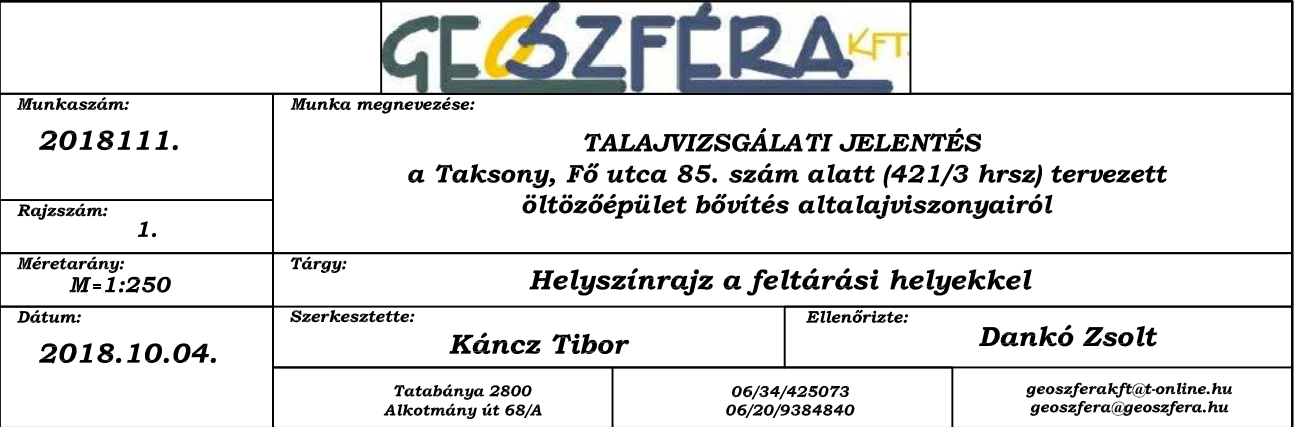 GEOSZFÉRA KFT.
Munkaszám:
2018111.
Munka megnevezése:
TALAJVIZSGÁLATI JELENTÉS
a Taksony, Fő utca 85. szám alatt (421/3 hrsz) tervezett
öltözőépület bővítés altalajviszonyairól
Rajzszám:
1.
Méretarány:
M=1:250
Tárgy:
Helyszínrajz a feltárási helyekkel
Dátum:
2018.10.04.
Szerkesztette:
Káncz Tibor
Ellenőrizte:
Dankó Zsolt
Tatabánya 2800
Alkotmány út 68/A
06/34/425073
06/20/9384840
geoszferakft@t-online.hu
geoszfera@geoszfera.hu